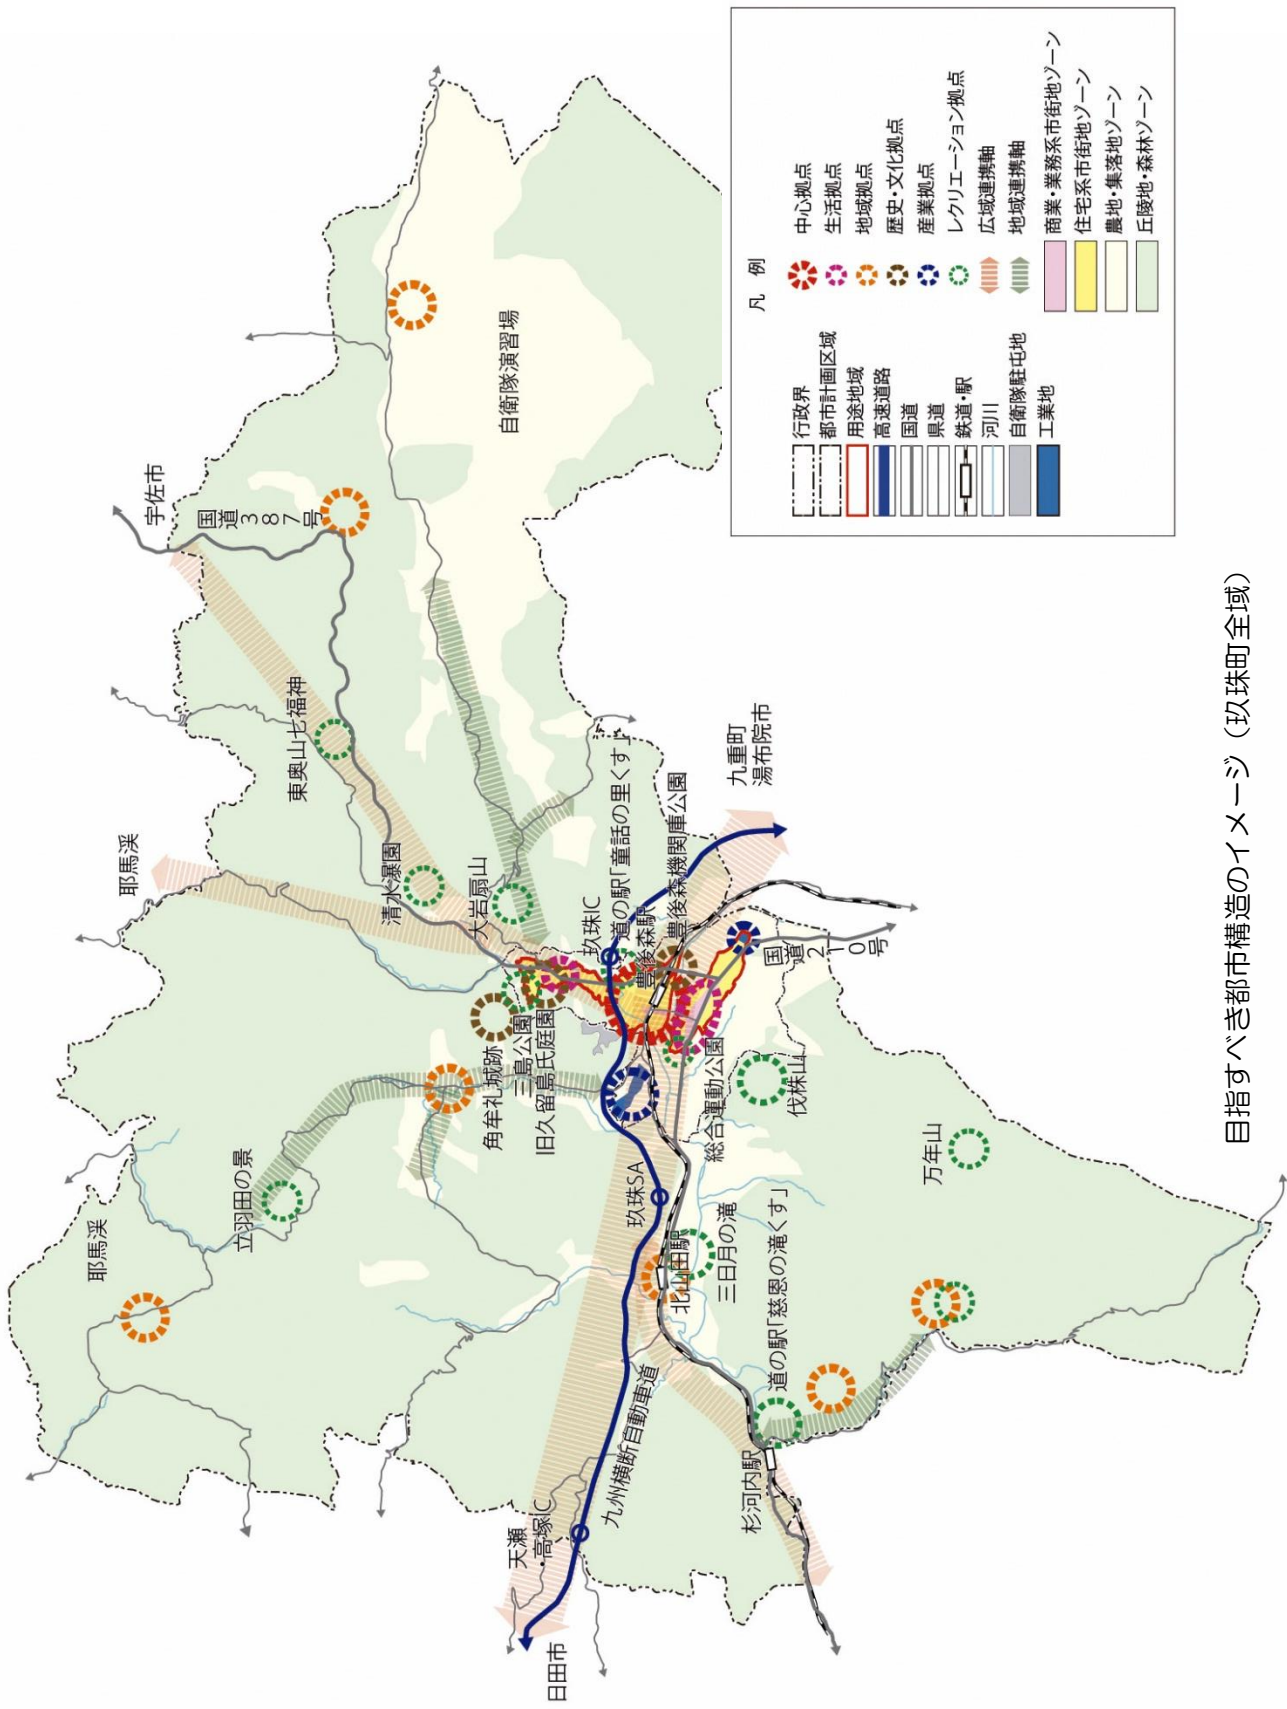 宇佐市
国道387号
自衛隊演習場
東奥山七福神
耶馬渓
清水瀑園
大岩扇山
玖珠IC
道の駅「童話の里くす」
豊後森駅
豊後森機関庫公園
九重町
湯布院市
国道210号
角牟礼城跡
三島公園
旧久留島氏庭園
総合運動公園
伐株山
万年山
立羽田の景
耶馬渓
玖珠SA
北山田駅
三日月の滝
道の駅「慈恩の滝くす」
杉河内駅
九州横断自動車道
天瀬
・高塚IC
日田市
凡 例
行政界
都市計画区域
用途地域
高速道路
国道
県道
鉄道・駅
河川
自衛隊駐屯地
工業地
中心拠点
生活拠点
地域拠点
歴史・文化拠点
産業拠点
レクリエーション拠点
広域連携軸
地域連携軸
商業・業務系市街地ゾーン
住宅系市街地ゾーン
農地・集落地ゾーン
丘陵地・森林ゾーン
目指すべき都市構造のイメージ（玖珠町全域）